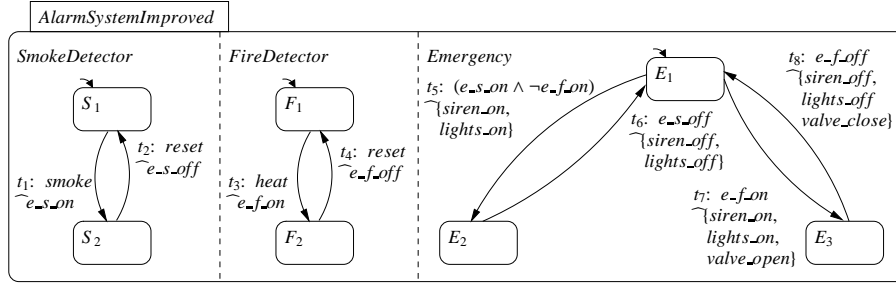 AlarmSystemImproved
SmokeDetector
S1
t1: smoke
^e_s_on
t2: reset
^e_s_off
S2
FireDetector
F1
t3: heat
^e_f_on
t4: reset
^e_f_off
F2
Emergency
t5: (e_s_on ∧ ¬e_f_on)
^{siren_on,
lights_on}
E1
t6: e_s_off
^{siren_off,
lights_off}
t8: e_f_off
^{siren_off,
lights_off
valve_close}
t7: e_f_on
^{siren_on,
lights_on,
valve_open}
E2
E3